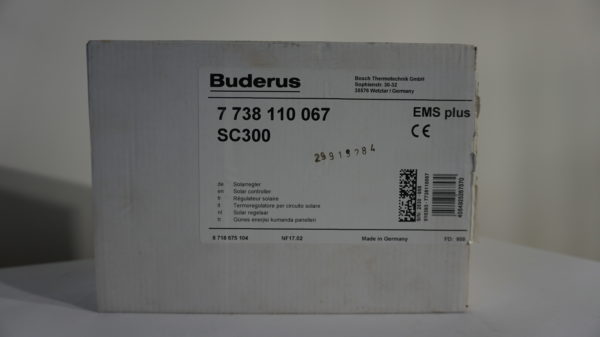 Buderus
Bosch Thermotechnik GmbH
Sophienstr. 30-32
35576 Wetzlar / Germany
7 738 110 067
EMS plus
SC300
CE
de Solarregler
en Solar controller
fr Régulateur solaire
it Termoregolatore per circuito solare
nl Solar regelaar
tr Güneş enerjisi kumanda panelleri
6 718 675 104 NF17.02 Made in Germany FD: